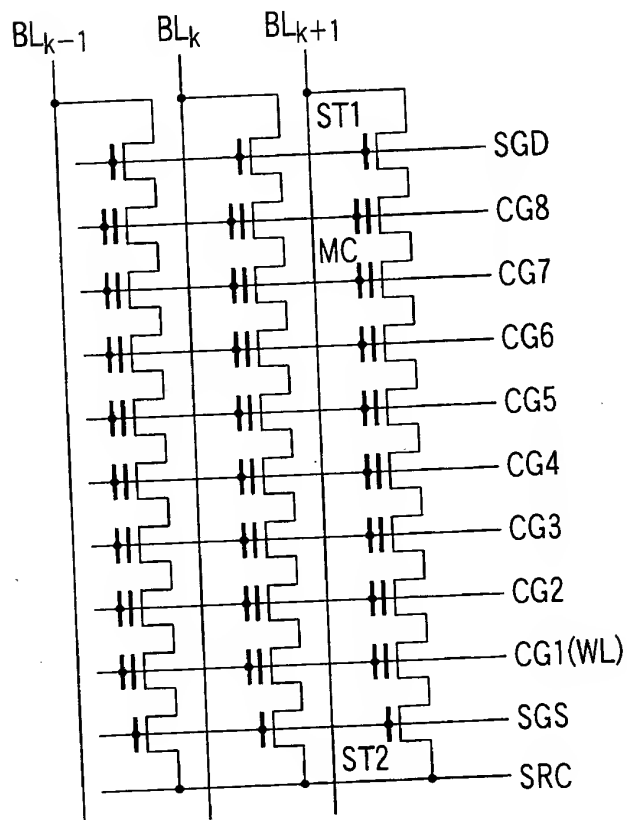 BLk-1 BLk BLk+1
ST1
SGD
CG8
MC
CG7
CG6
CG5
CG4
CG3
CG2
CG1(WL)
SGS
ST2
SRC